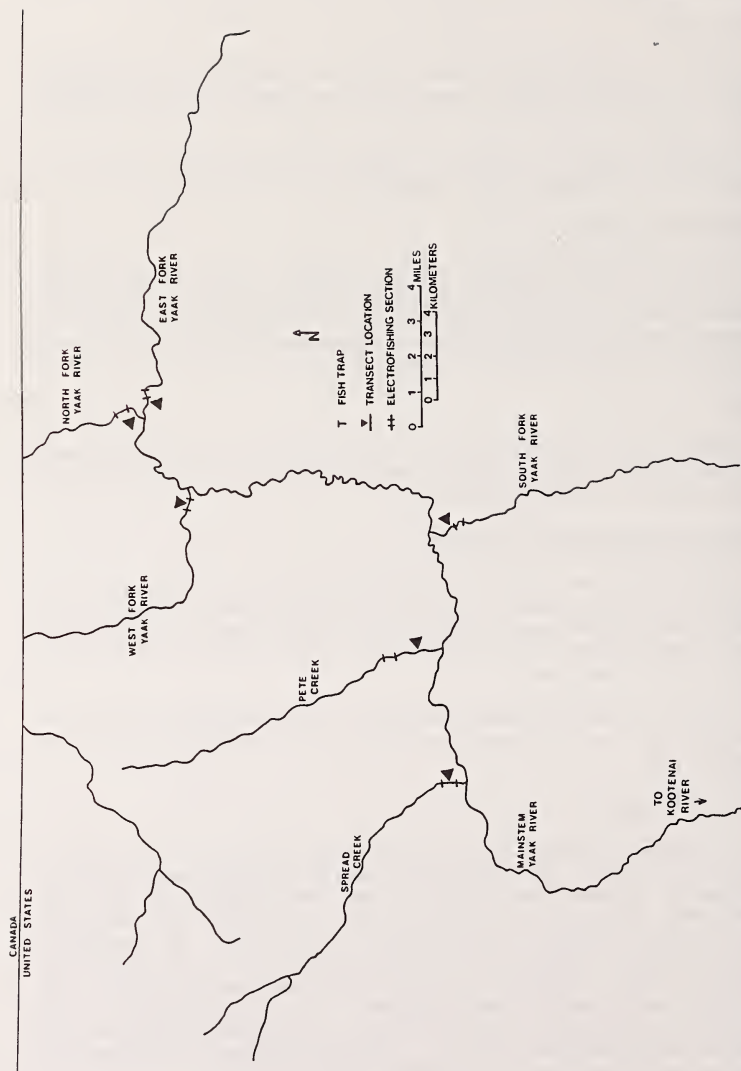 CANADA
UNITED STATES
NORTH FORK
YAAK RIVER
EAST FORK
YAAK
RIVER
WEST FORK
YAAK
RIVER
N
T FISH TRAP
TRANSECT LOCATION
ELECTROFISHING SECTION
0 1 2 3 4 MILES
0 1 2 3 4 KILOMETERS
PETE
CREEK
SOUTH FORK
YAAK RIVER
SPREAD
CREEK
MAINSTEM
YAAK RIVER
TO
KOOTENAI
RIVER